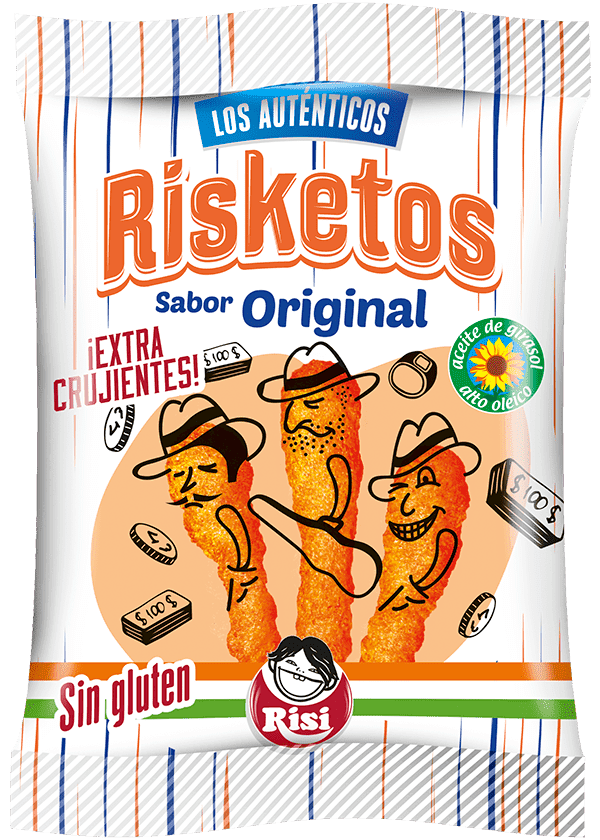 LOS AUTÉNTICOS
Risketos
Sabor Original
¡EXTRA
CRUJIENTES!
aceite de girasol
alto oleico
$100$
$100$
$100$
Sin gluten
Risi